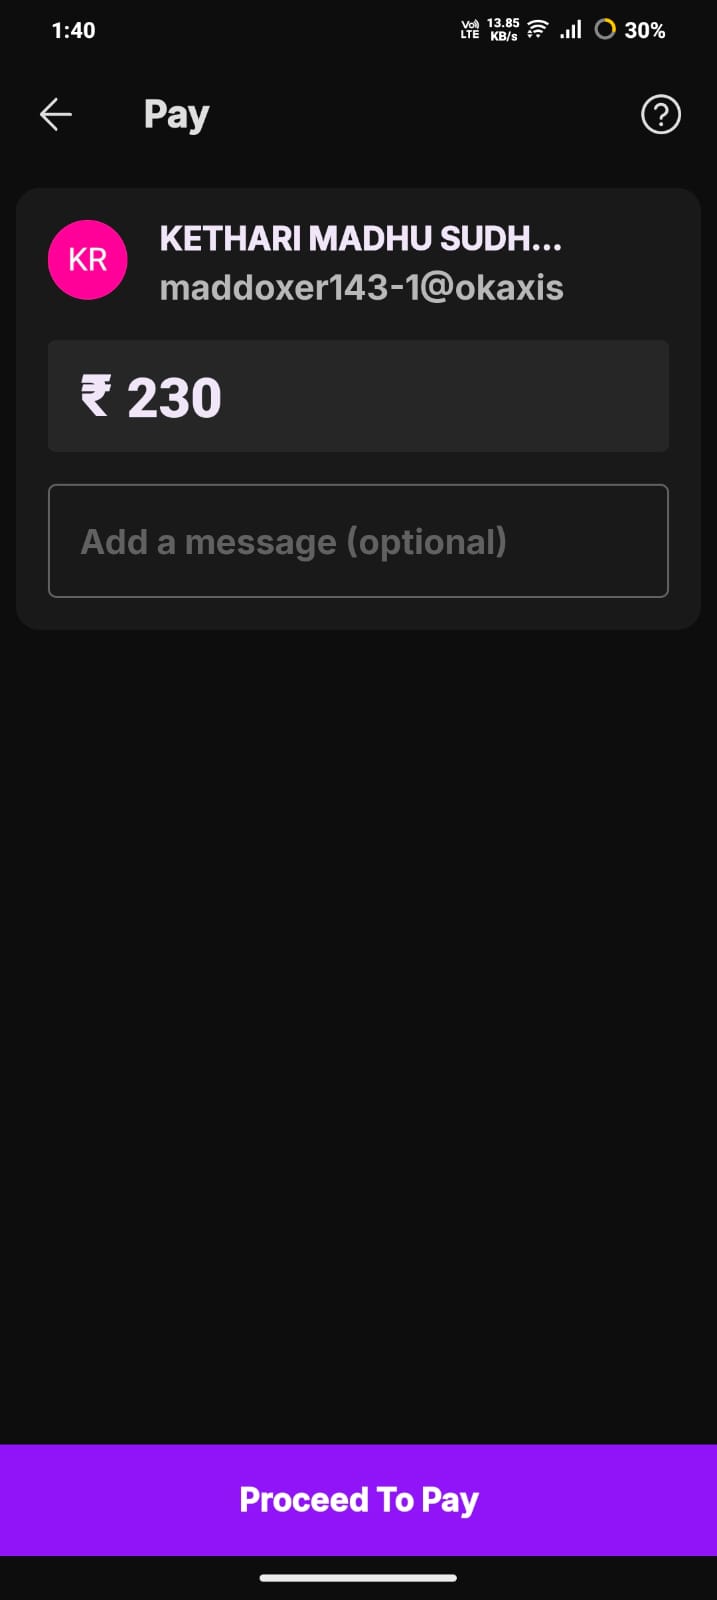 1:40
Vo)) LTE 13.85 KB/s 30%
Pay
?
KR
KETHARI MADHU SUDH...
maddoxer143-1@okaxis
₹ 230
Add a message (optional)
Proceed To Pay